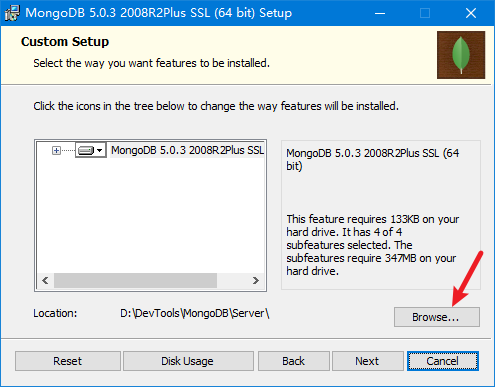 MongoDB 5.0.3 2008R2Plus SSL (64 bit) Setup
Custom Setup
Select the way you want features to be installed.
Click the icons in the tree below to change the way features will be installed.
MongoDB 5.0.3 2008R2Plus SSL
MongoDB 5.0.3 2008R2Plus SSL (64
bit)
This feature requires 133KB on your
hard drive. It has 4 of 4
subfeatures selected. The
subfeatures require 347MB on your
hard drive.
Location: D:\DevTools\MongoDB\Server\
Browse...
Reset Disk Usage Back Next Cancel